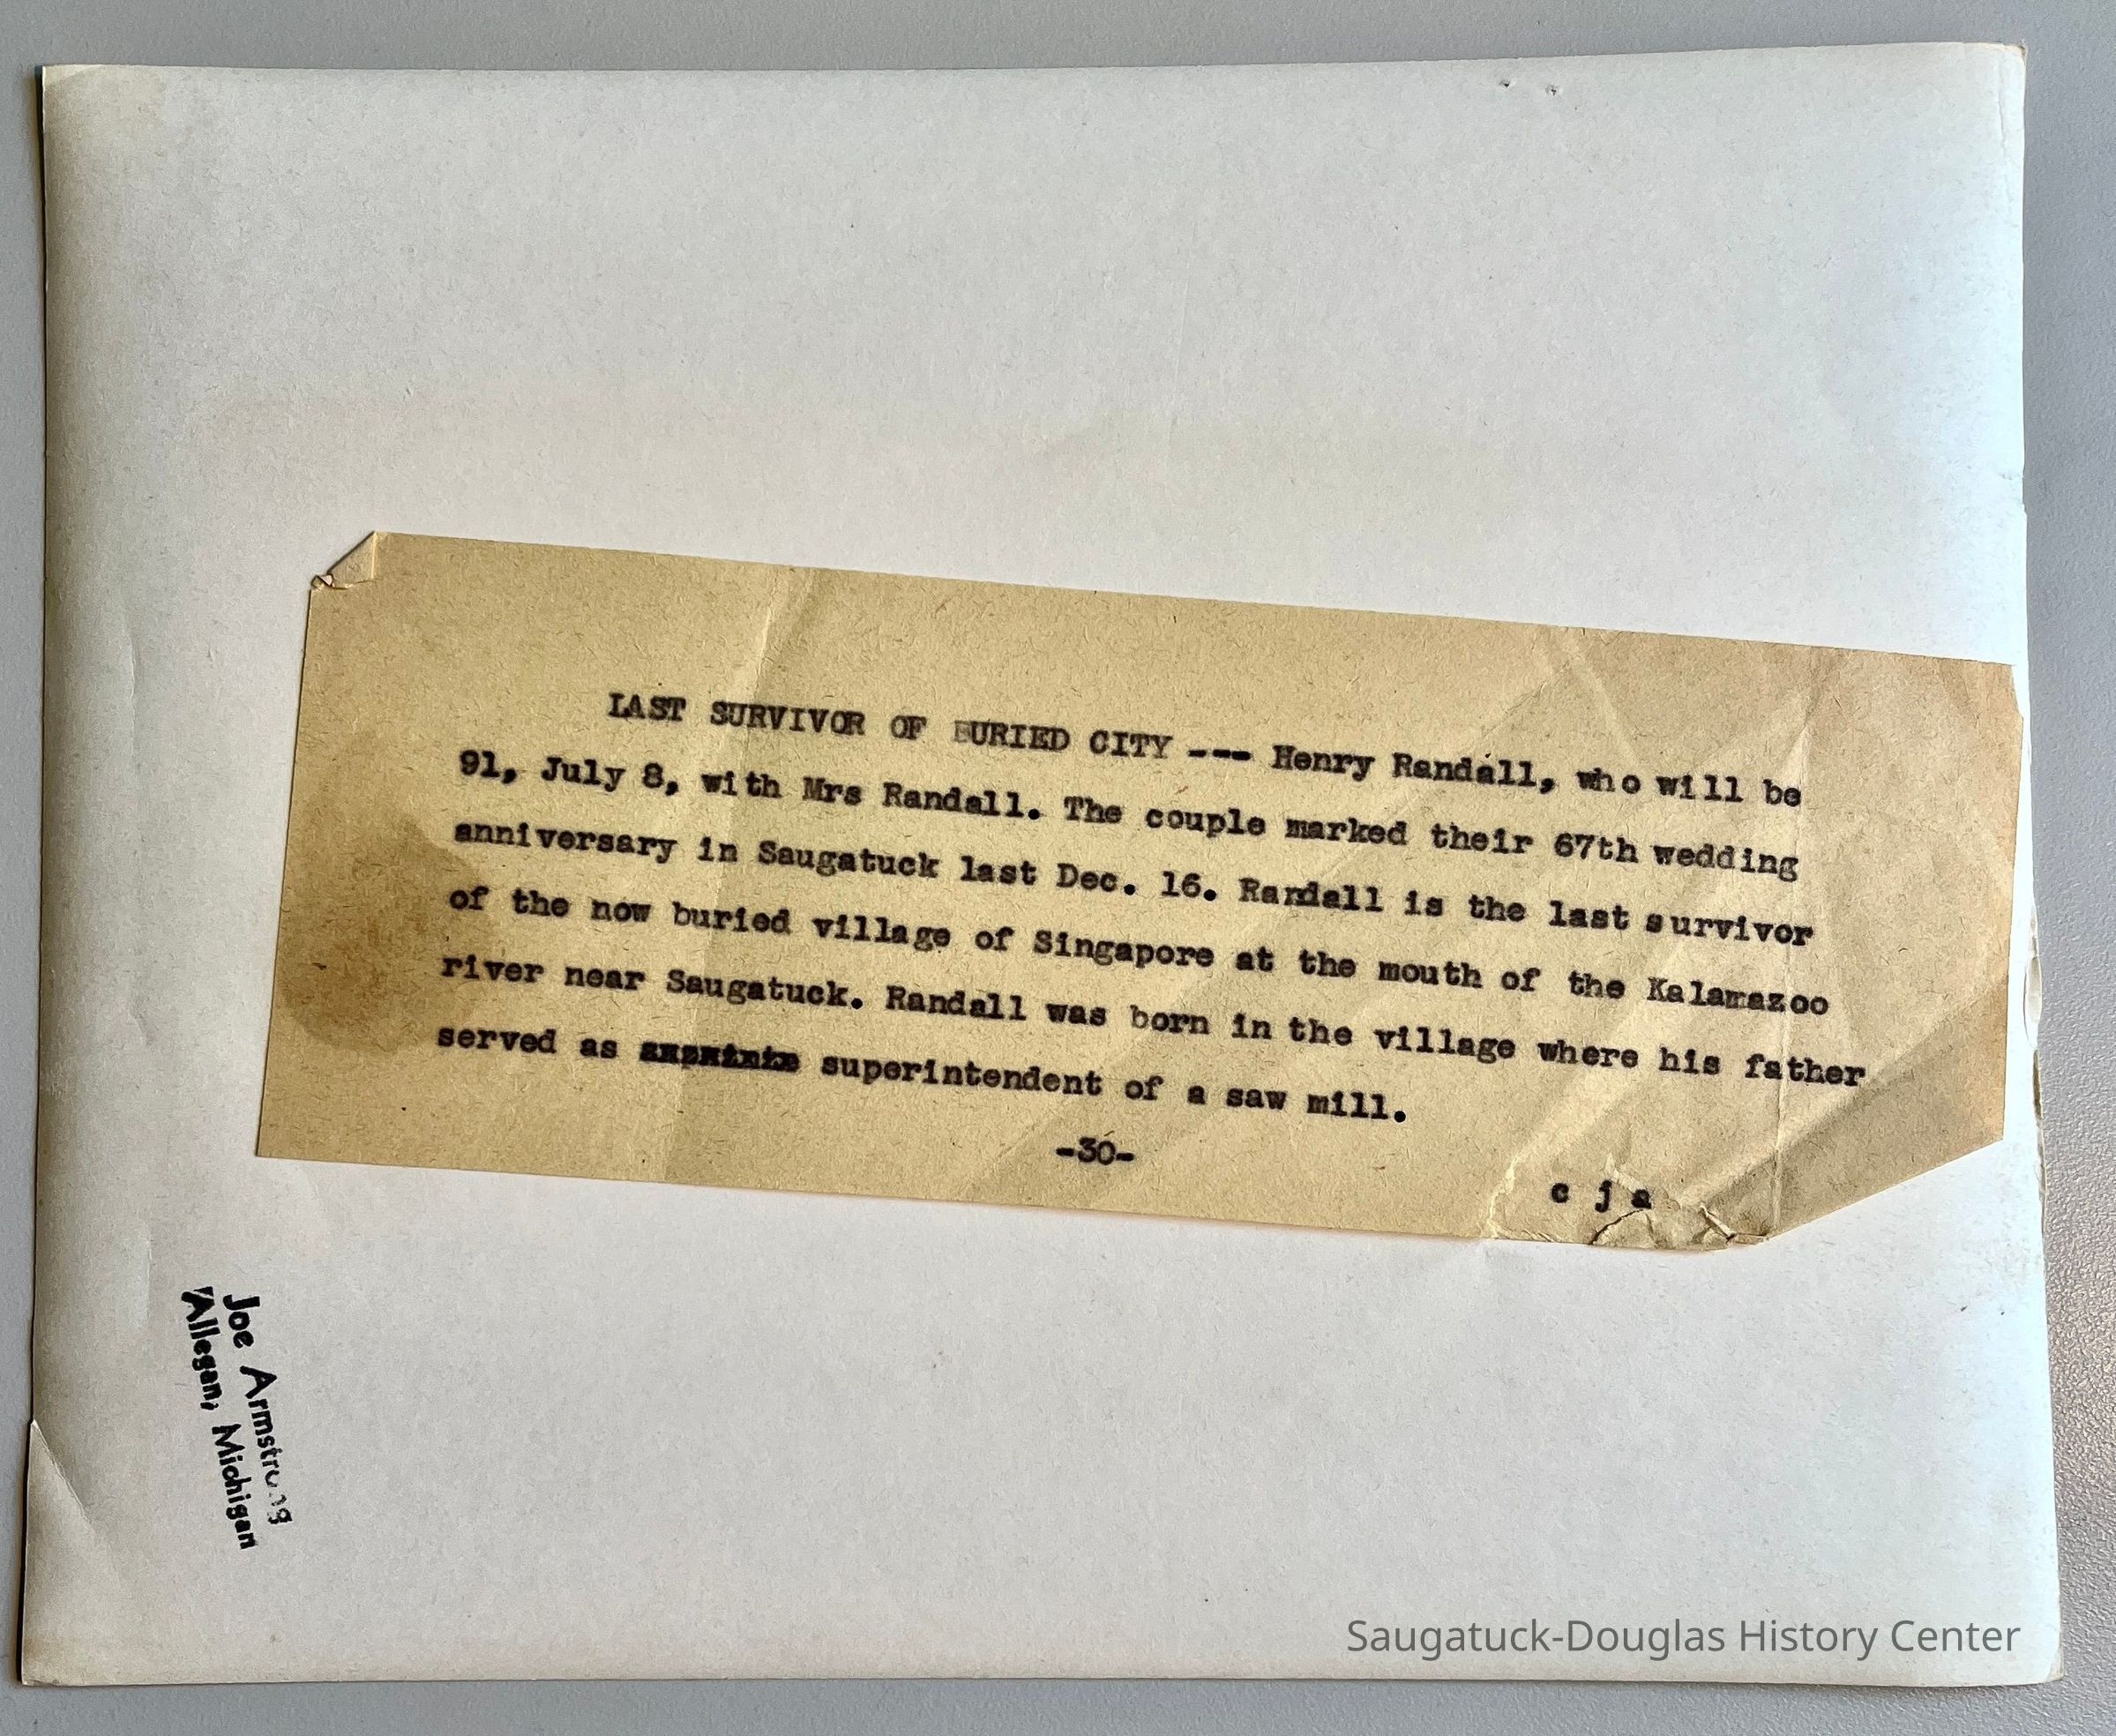 LAST SURVIVOR OF BURIED CITY --- Henry Randall, who will be
91, July 8, with Mrs Randall. The couple marked their 67th wedding
anniversary in Saugatuck last Dec. 16. Randall is the last survivor
of the now buried village of Singapore at the mouth of the Kalamazoo
river near Saugatuck. Randall was born in the village where his father
served as superintendent of a saw mill.
-30-
c j a
Joe Armstrong
Allegan, Michigan
Saugatuck-Douglas History Center